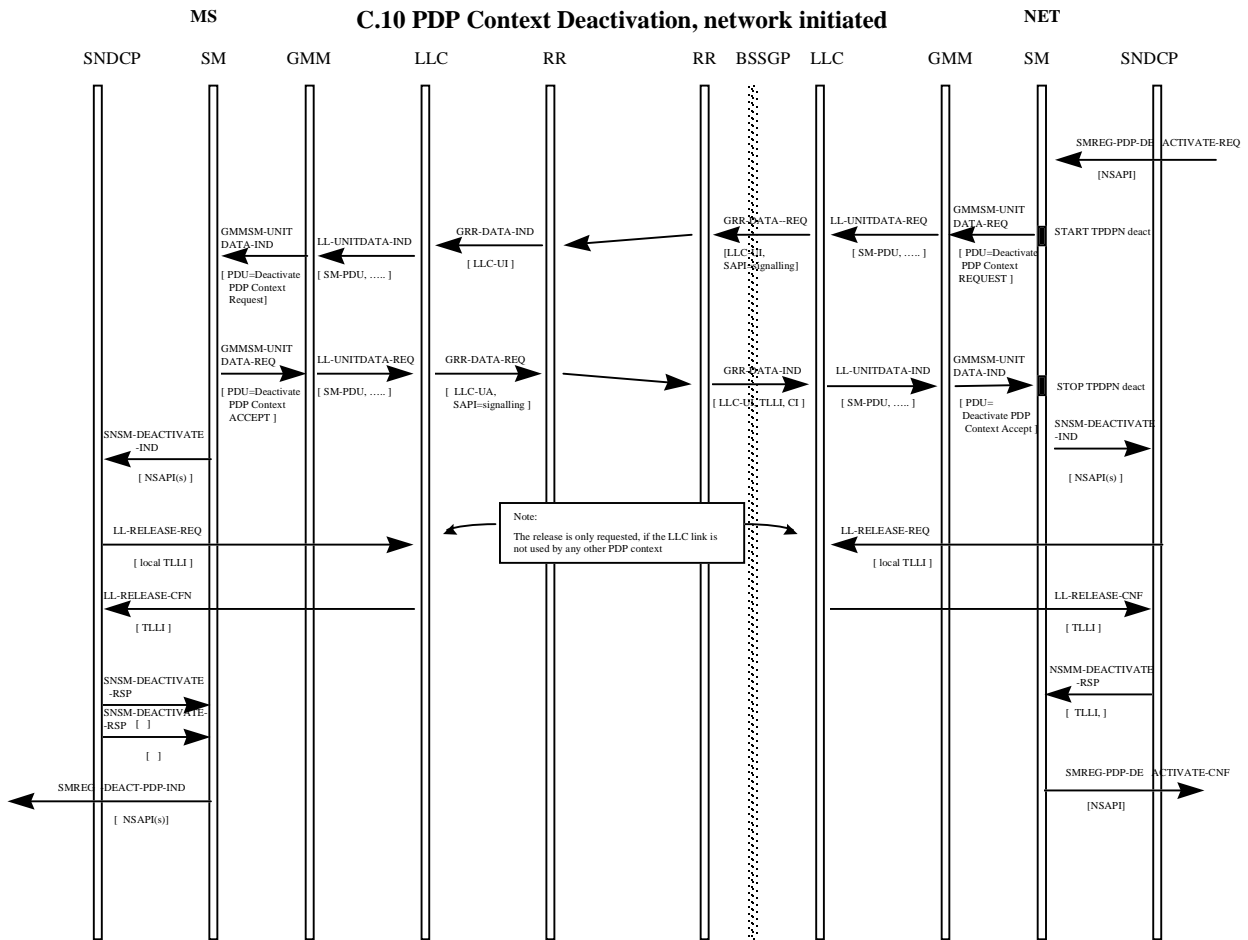 MS
C.10 PDP Context Deactivation, network initiated
NET
SNDCP SM GMM LLC RR RR BSSGP LLC GMM SM SNDCP
SMREG-PDP-DE ACTIVATE-REQ
[NSAPI]
GMMSM-UNIT
DATA-REQ
[ PDU=Deactivate
PDP Context
REQUEST ]
START TPDPN deact
LL-UNITDATA-REQ
[ SM-PDU, ….. ]
GRR-DATA--REQ
[LLC-UI,
SAPI=signalling]
GRR-DATA-IND
[ LLC-UI ]
LL-UNITDATA-IND
[ SM-PDU, ….. ]
GMMSM-UNIT
DATA-IND
[ PDU=Deactivate
PDP Context
Request]
GMMSM-UNIT
DATA-REQ
[ PDU=Deactivate
PDP Context
ACCEPT ]
LL-UNITDATA-REQ
[ SM-PDU, ….. ]
GRR-DATA-REQ
[ LLC-UA,
SAPI=signalling ]
GRR-DATA-IND
[ LLC-UI, TLLI, CI ]
LL-UNITDATA-IND
[ SM-PDU, ….. ]
GMMSM-UNIT
DATA-IND
[ PDU=
Deactivate PDP
Context Accept ]
STOP TPDPN deact
SNSM-DEACTIVATE
-IND
[ NSAPI(s) ]
SNSM-DEACTIVATE
-IND
[ NSAPI(s) ]
Note:
The release is only requested, if the LLC link is
not used by any other PDP context
LL-RELEASE-REQ
[ local TLLI ]
LL-RELEASE-REQ
[ local TLLI ]
LL-RELEASE-CFN
[ TLLI ]
LL-RELEASE-CNF
[ TLLI ]
SNSM-DEACTIVATE
-RSP
[ ]
SNSM-DEACTIVATE-
-RSP
[ ]
NSMM-DEACTIVATE
-RSP
[ TLLI, ]
SMREG -DEACT-PDP-IND
[ NSAPI(s)]
SMREG-PDP-DE ACTIVATE-CNF
[NSAPI]